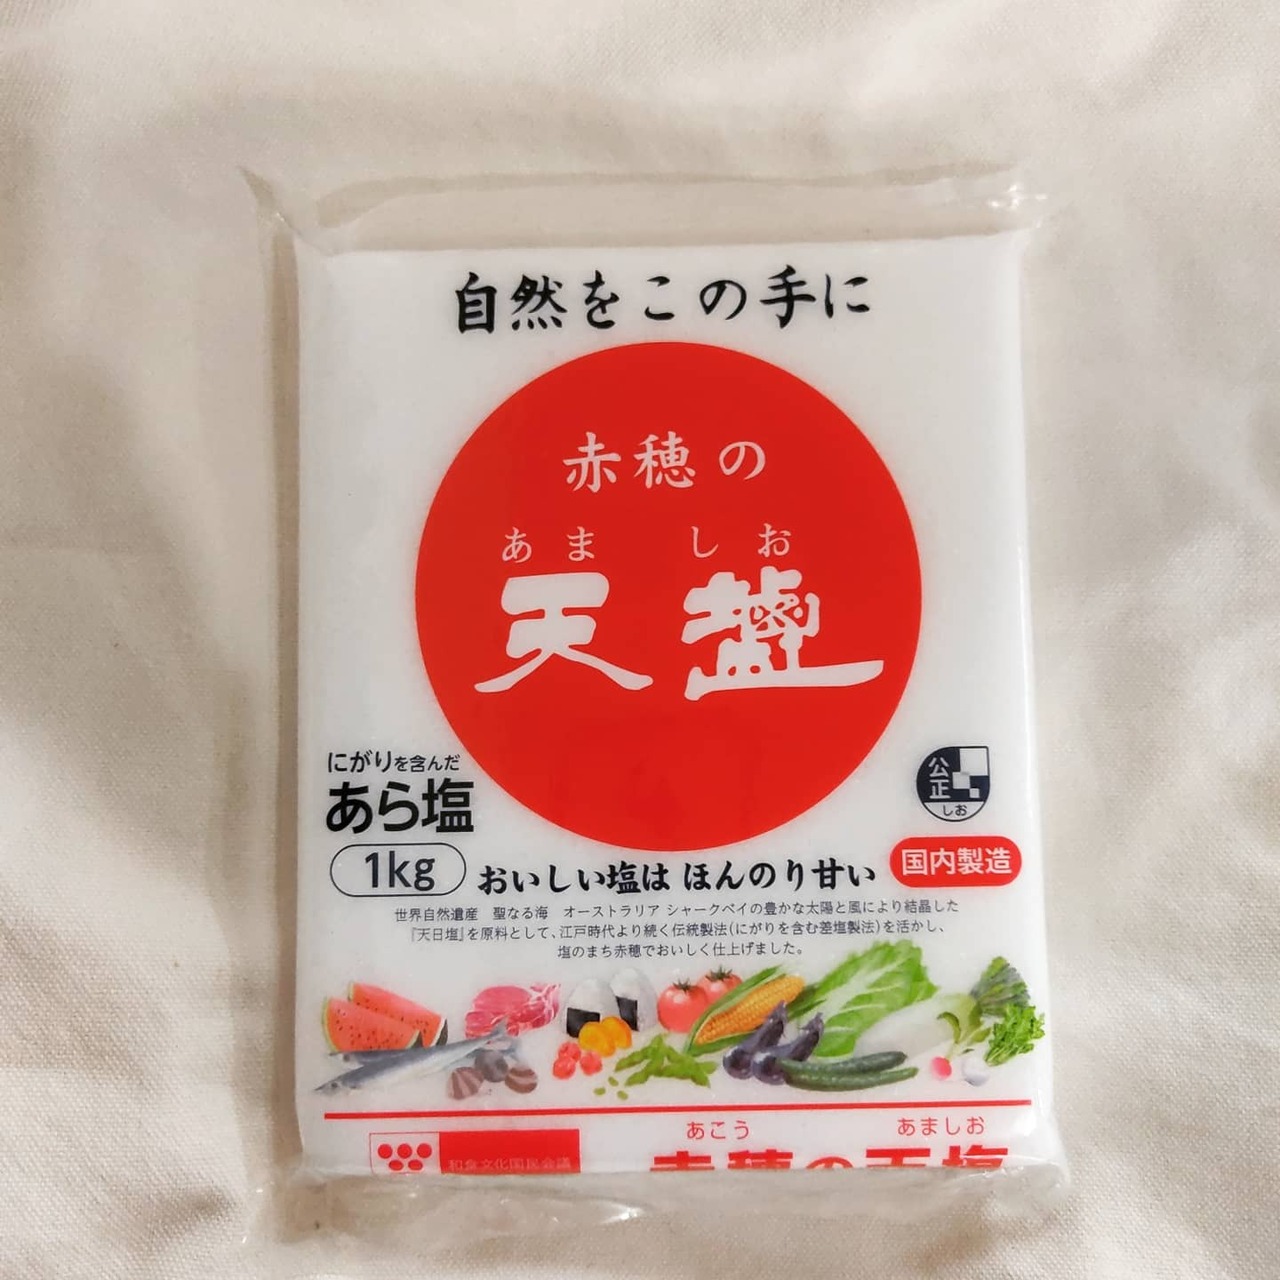 自然をこの手に
赤穂の
あましお
天塩
にがりを含んだ
あら塩
1kg
おいしい塩は ほんのり甘い
公正
しお
国内製造
世界自然遺産 聖なる海 オーストラリア シャークベイの豊かな太陽と風により結晶した
『天日塩』を原料として、江戸時代より続く伝統製法(にがりを含む差塩製法)を活かし、
塩のまち赤穂でおいしく仕上げました。
和食文化国民会議
あこう あましお
赤穂の天塩